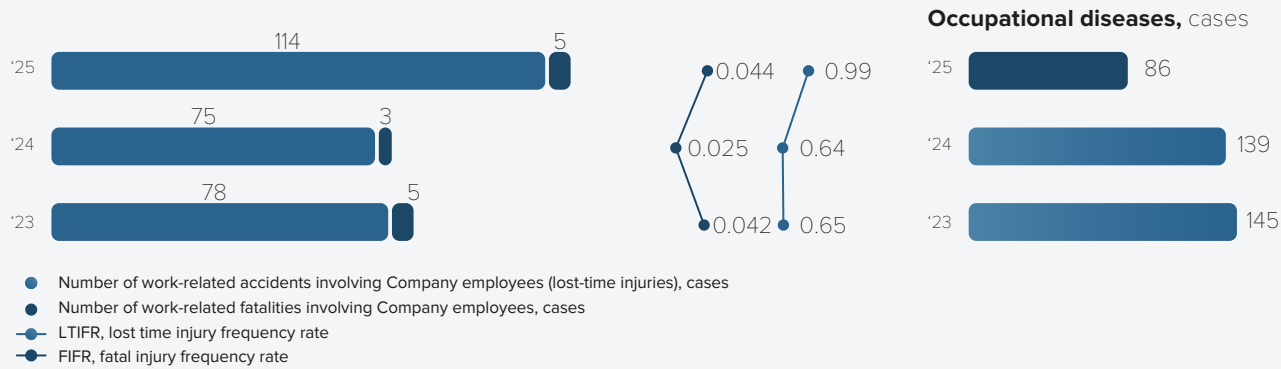 Occupational diseases, cases
114 5
‘25
0.044 0.99
‘25 86
75 3
‘24
0.025 0.64
‘24 139
78 5
‘23
0.042 0.65
‘23 145
Number of work-related accidents involving Company employees (lost-time injuries), cases
Number of work-related fatalities involving Company employees, cases
LTIFR, lost time injury frequency rate
FIFR, fatal injury frequency rate